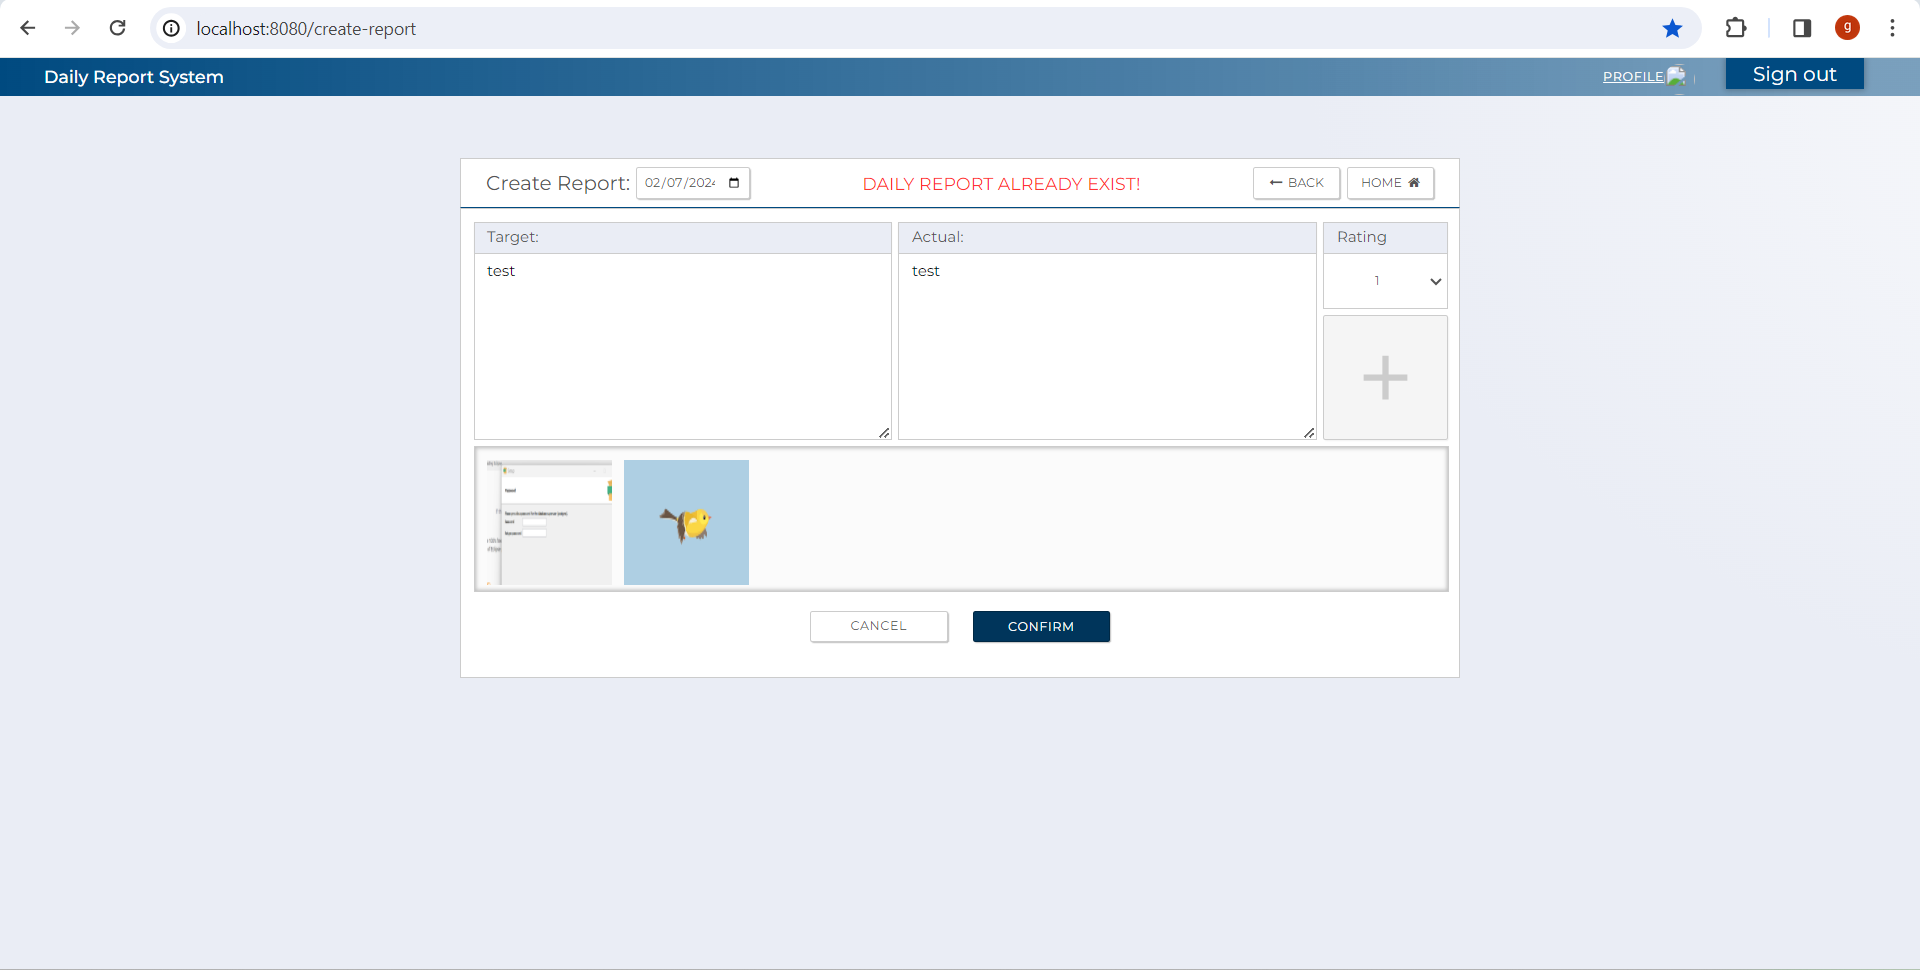 localhost:8080/create-report
g
Daily Report System
PROFILE
Sign out
Create Report: 02/07/2024
DAILY REPORT ALREADY EXIST!
BACK
HOME
Target:
Actual:
Rating
test
test
1
CANCEL
CONFIRM